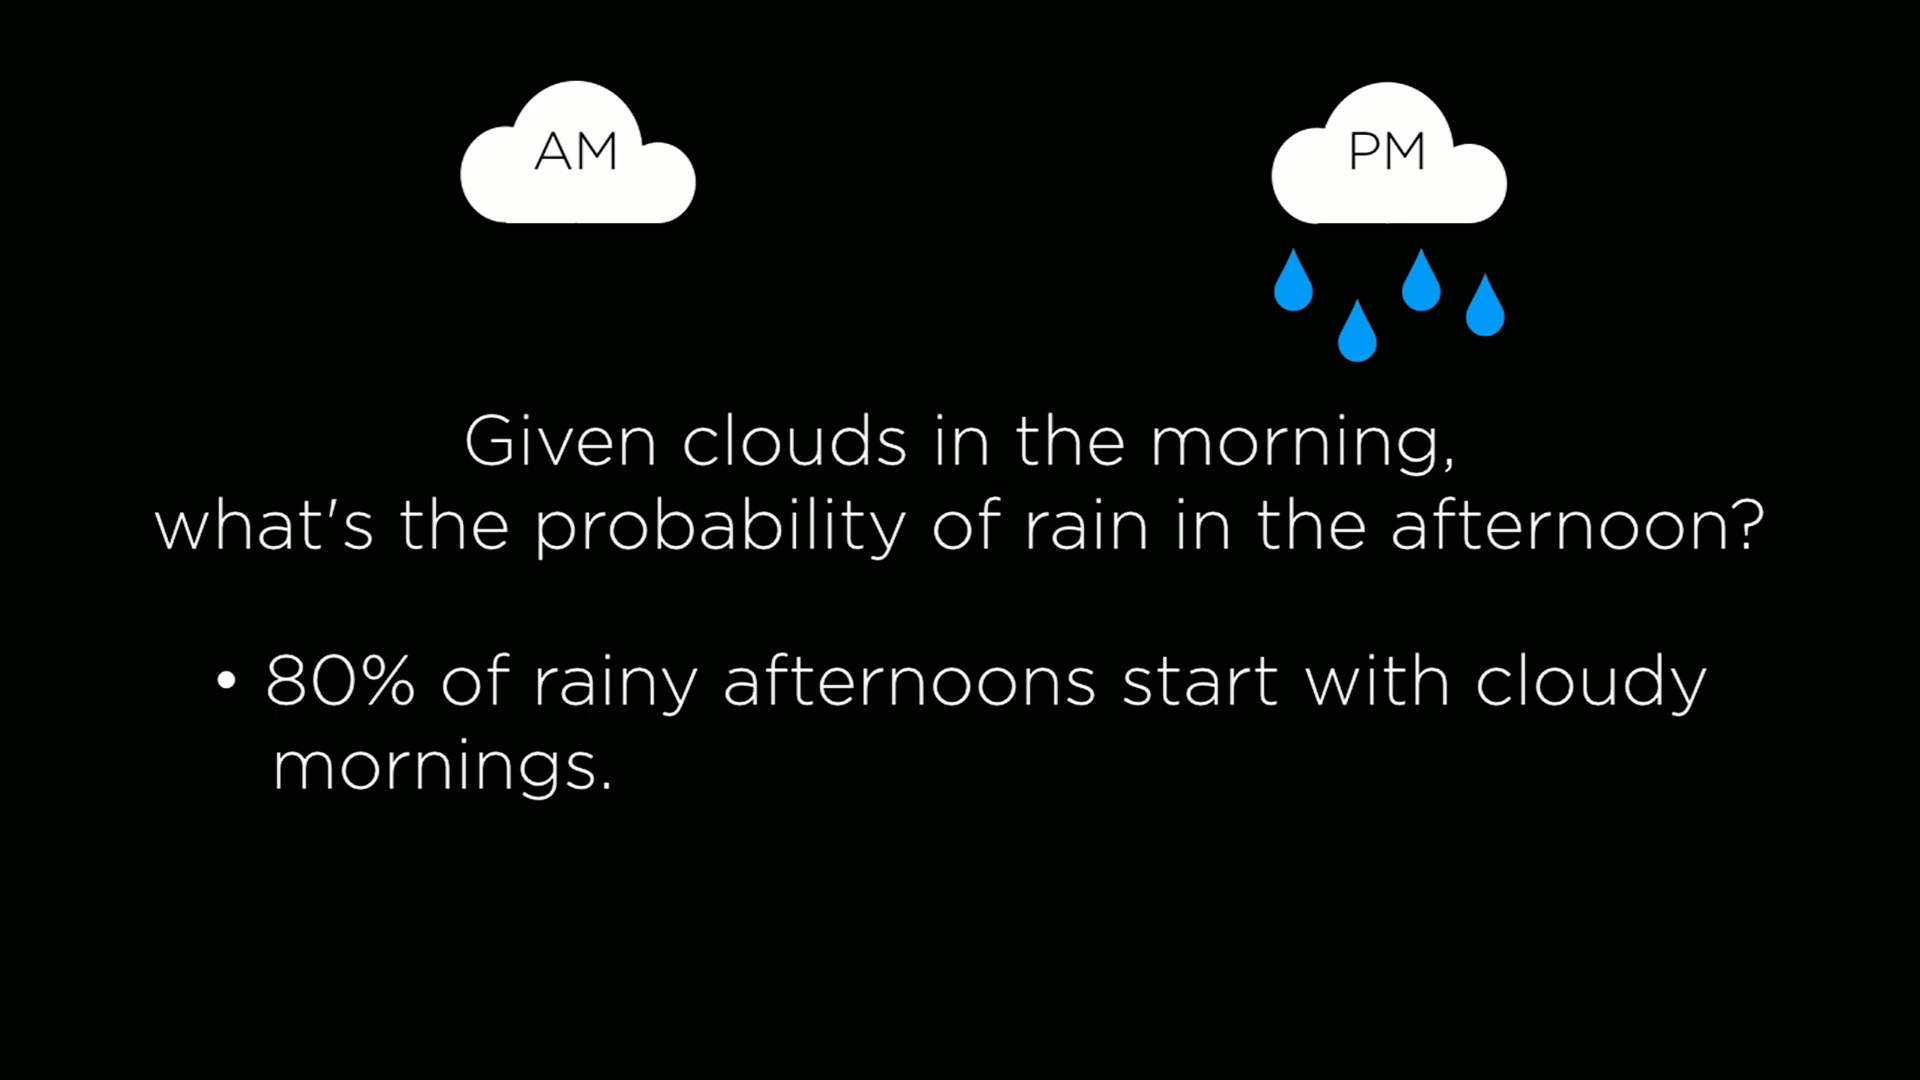 AM
PM
Given clouds in the morning,
what's the probability of rain in the afternoon?
• 80% of rainy afternoons start with cloudy
mornings.